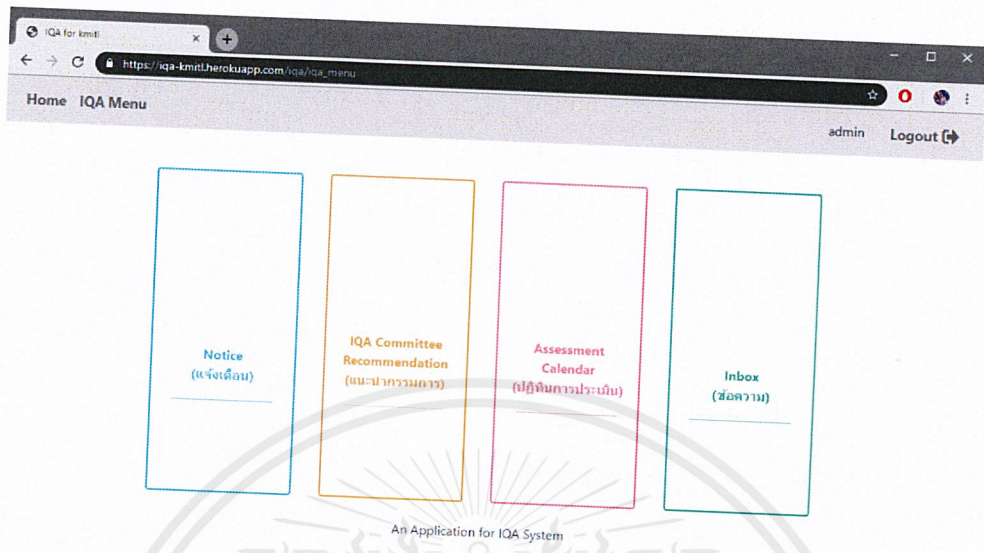 IQA for kmitl
https://iqa-kmitl.herokuapp.com/iqa/iqa_menu
Home IQA Menu
admin Logout
Notice
(แจ้งเตือน)
IQA Committee
Recommendation
(แนะนำกรรมการ)
Assessment
Calendar
(ปฏิทินการประเมิน)
Inbox
(ข้อความ)
An Application for IQA System